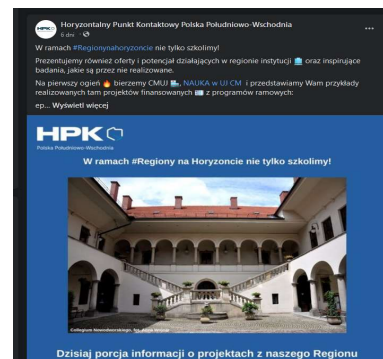 Horyzontalny Punkt Kontaktowy Polska Południowo-Wschodnia
6 dni
W ramach #Regionynahoryzoncie nie tylko szkolimy!
Prezentujemy również oferty i potencjał działających w regionie instytucji oraz inspirujące
badania, jakie są przez nie realizowane.
Na pierwszy ogień bierzemy CMUJ, NAUKA w UJ CM i przedstawiamy Wam przykłady
realizowanych tam projektów finansowanych z programów ramowych:
ep... Wyświetl więcej
HPK
Polska Południowo-Wschodnia
W ramach #Regiony na Horyzoncie nie tylko szkolimy!
Collegium Nowodworskiego, fot.
Dzisiaj porcja informacji o projektach z naszego Regionu